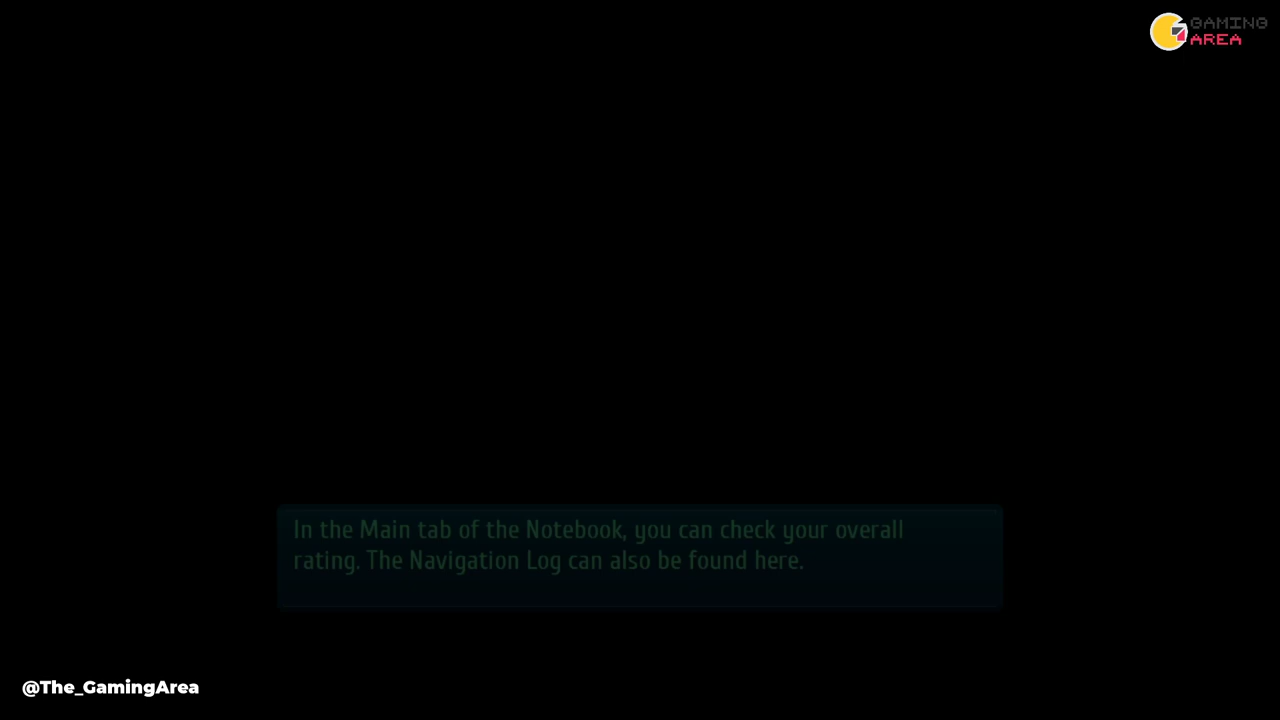 GAMING
AREA
In the Main tab of the Notebook, you can check your overall
rating. The Navigation Log can also be found here.
@The_GamingArea